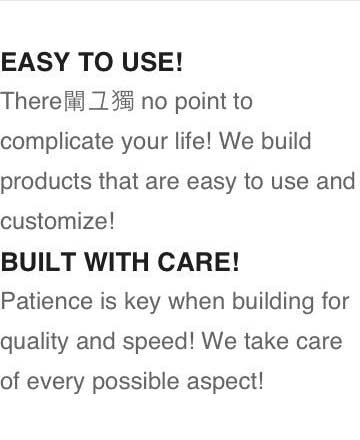 EASY TO USE!
There闡ユ獨 no point to
complicate your life! We build
products that are easy to use and
customize!
BUILT WITH CARE!
Patience is key when building for
quality and speed! We take care
of every possible aspect!